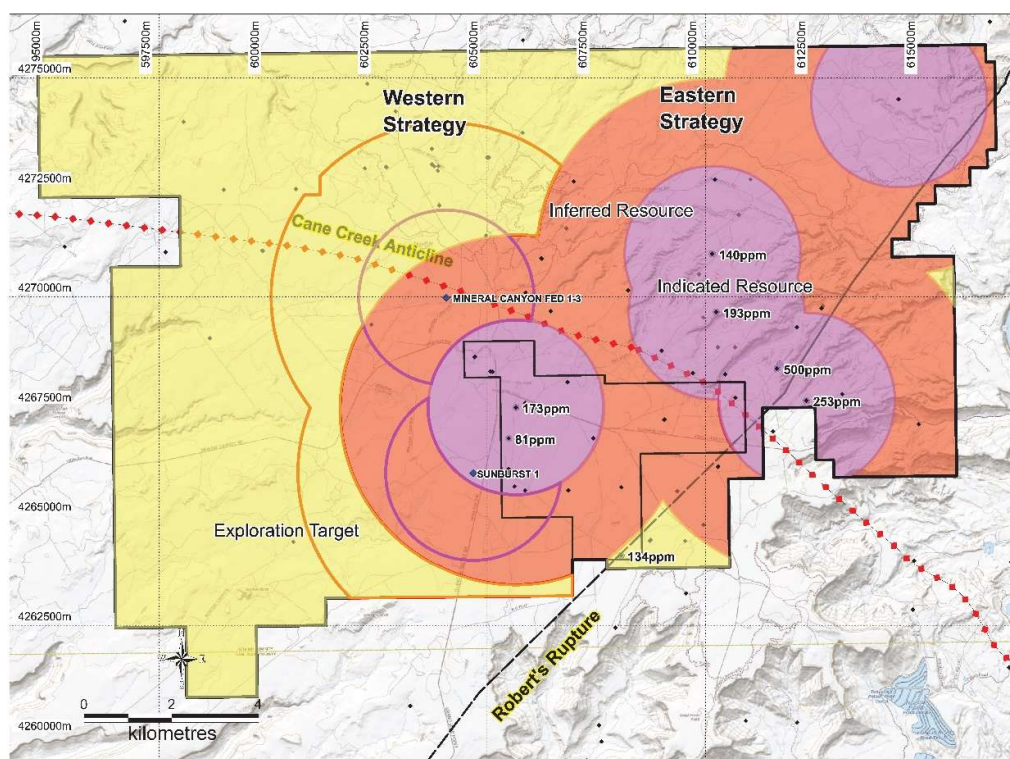 95000m
597500m
600000m
602500m
605000m
607500m
610000m
612500m
615000m
4275000m
Western
Strategy
Eastern
Strategy
4272500m
Inferred Resource
Cane Creek Anticline
140ppm
Indicated Resource
4270000m
MINERAL CANYON FED 1-3
193ppm
500ppm
4267500m
173ppm
253ppm
81ppm
SUNBURST 1
4265000m
Exploration Target
134ppm
4262500m
Robert's Rupture
0 2 4
kilometres
4260000m